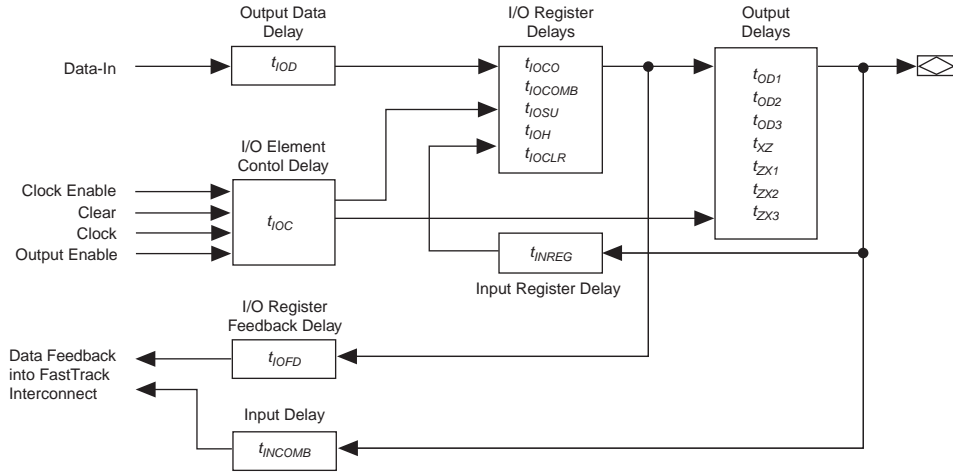 Output Data
Delay
I/O Register
Delays
Output
Delays
Data-In
tIOD
tIOCO
tIOCOMB
tIOSU
tIOH
tIOCLR
tOD1
tOD2
tOD3
tXZ
tZX1
tZX2
tZX3
I/O Element
Contol Delay
Clock Enable
Clear
Clock
Output Enable
tIOC
tINREG
Input Register Delay
I/O Register
Feedback Delay
tIOFD
Data Feedback
into FastTrack
Interconnect
Input Delay
tINCOMB